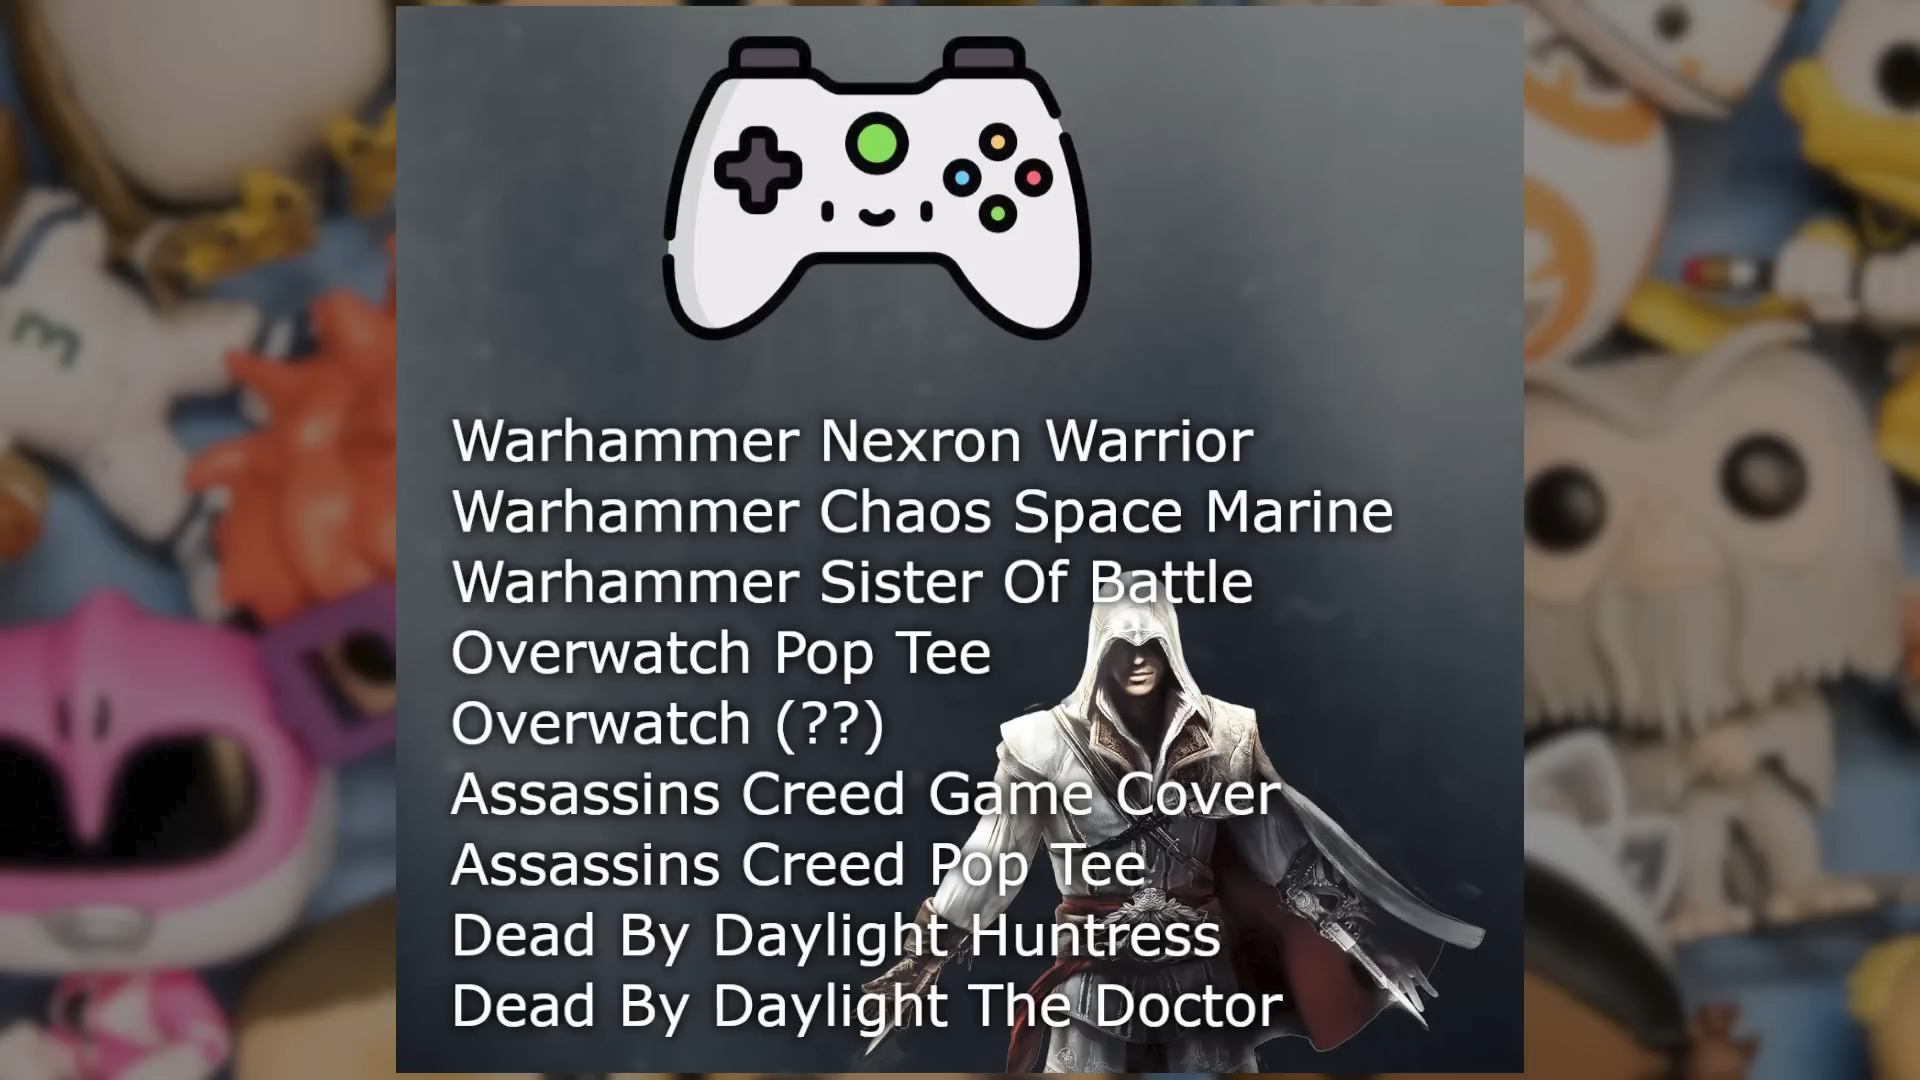 Warhammer Nexron Warrior
Warhammer Chaos Space Marine
Warhammer Sister Of Battle
Overwatch Pop Tee
Overwatch (??)
Assassins Creed Game Cover
Assassins Creed Pop Tee
Dead By Daylight Huntress
Dead By Daylight The Doctor